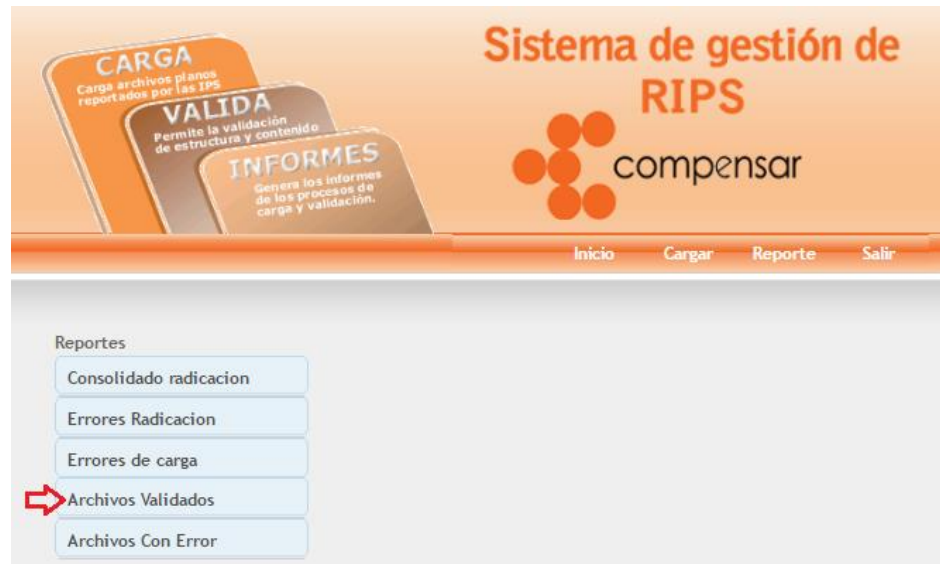 CARGA
Carga archivos planos
reportados por las IPS
VALIDA
Permite la validación
de estructura y contenido
INFORMES
Genera los informes
de los procesos de
carga y validación.
Sistema de gestión de
RIPS
compensar
Inicio Cargar Reporte Salir
Reportes
Consolidado radicacion
Errores Radicacion
Errores de carga
Archivos Validados
Archivos Con Error